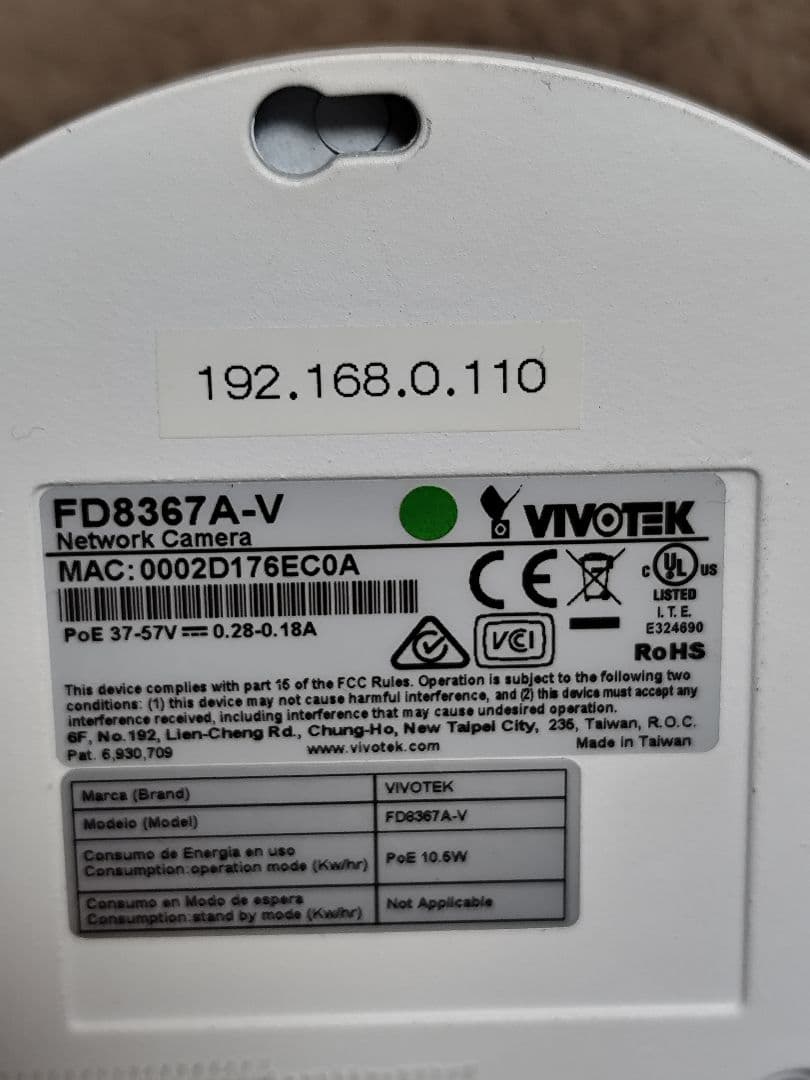 192.168.0.110
FD8367A-V
VIVOTEK
Network Camera
MAC:0002D176EC0A
PoE 37-57V⎓0.28-0.18A
CE
C UL US
LISTED
I.T.E.
E324690
VCI
RoHS
This device complies with part 15 of the FCC Rules. Operation is subject to the following two
conditions: (1) this device may not cause harmful interference, and (2) this device must accept any
interference received, including interference that may cause undesired operation.
6F, No.192, Lien-Cheng Rd., Chung-Ho, New Taipei City, 235, Taiwan, R.O.C.
Pat. 6,930,709 www.vivotek.com Made in Taiwan
Marca (Brand) VIVOTEK
Modelo (Model) FD8367A-V
Consumo de Energia en uso
Consumption:operation mode (Kw/hr) PoE 10.5W
Consumo en Modo de espera
Consumption:stand by mode (Kw/hr) Not Applicable